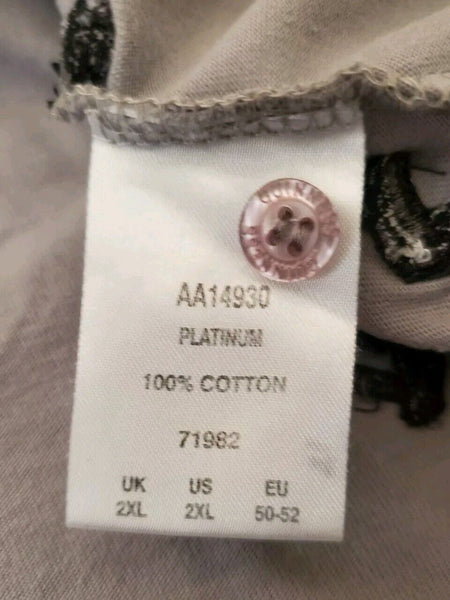 AA14930
PLATINUM
100% COTTON
71982
UK US EU
2XL 2XL 50-52